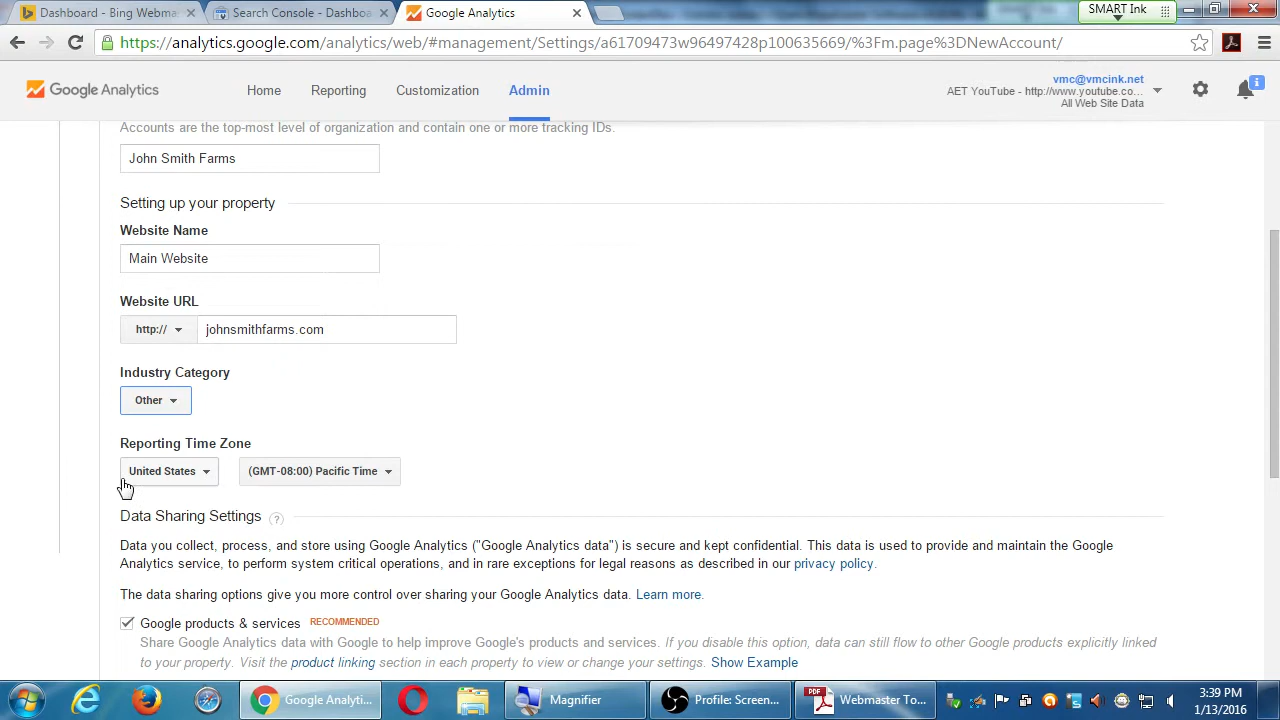 Dashboard - Bing Webma
Search Console - Dashboa
Google Analytics
SMART Ink
https://analytics.google.com/analytics/web/#management/Settings/a61709473w96497428p100635669/%3Fm.page%3DNewAccount/
Google Analytics
Home
Reporting
Customization
Admin
vmc@vmcink.net
AET YouTube - http://www.youtube.co...
All Web Site Data
Accounts are the top-most level of organization and contain one or more tracking IDs.
John Smith Farms
Setting up your property
Website Name
Main Website
Website URL
http://
johnsmithfarms.com
Industry Category
Other
Reporting Time Zone
United States
(GMT-08:00) Pacific Time
Data Sharing Settings ?
Data you collect, process, and store using Google Analytics ("Google Analytics data") is secure and kept confidential. This data is used to provide and maintain the Google
Analytics service, to perform system critical operations, and in rare exceptions for legal reasons as described in our privacy policy.
The data sharing options give you more control over sharing your Google Analytics data. Learn more.
Google products & services RECOMMENDED
Share Google Analytics data with Google to help improve Google's products and services. If you disable this option, data can still flow to other Google products explicitly linked
to your property. Visit the product linking section in each property to view or change your settings. Show Example
Google Analyti...
Magnifier
Profile: Screen...
PDF
Webmaster To...
3:39 PM
1/13/2016